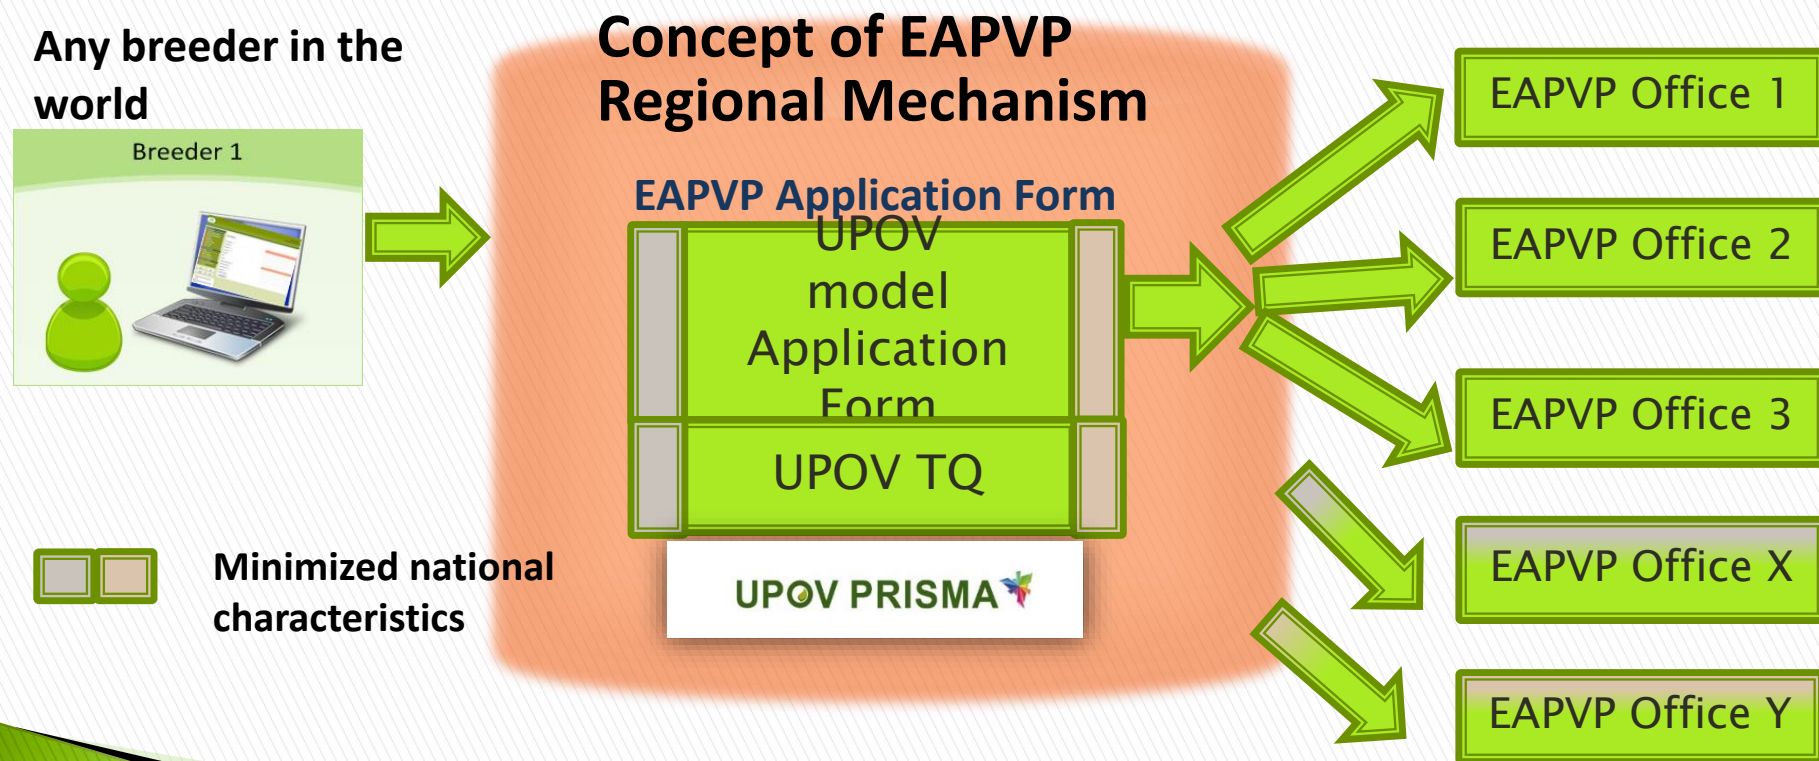 Any breeder in the
world
Breeder 1
Concept of EAPVP
Regional Mechanism
EAPVP Application Form
UPOV
model
Application
Form
UPOV TQ
UPOV PRISMA
Minimized national
characteristics
EAPVP Office 1
EAPVP Office 2
EAPVP Office 3
EAPVP Office X
EAPVP Office Y